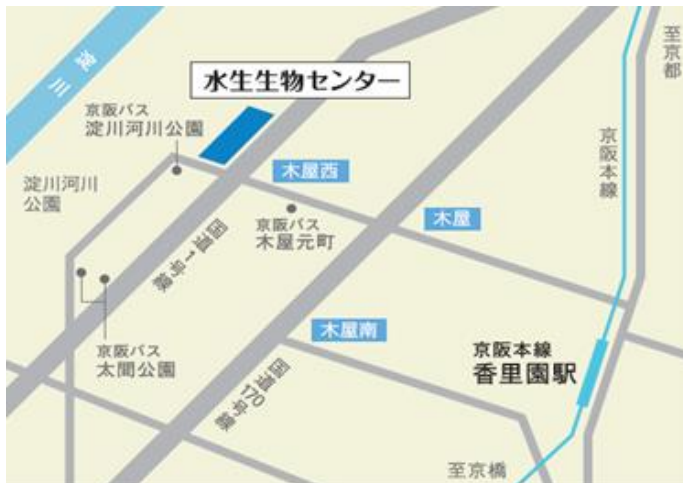 淀川
水生生物センター
至京都
京阪バス
淀川河川公園
京阪本線
淀川河川
公園
木屋西
京阪バス
木屋元町
木屋
国道1号線
木屋南
京阪バス
太間公園
京阪本線
香里園駅
国道170号線
至京橋